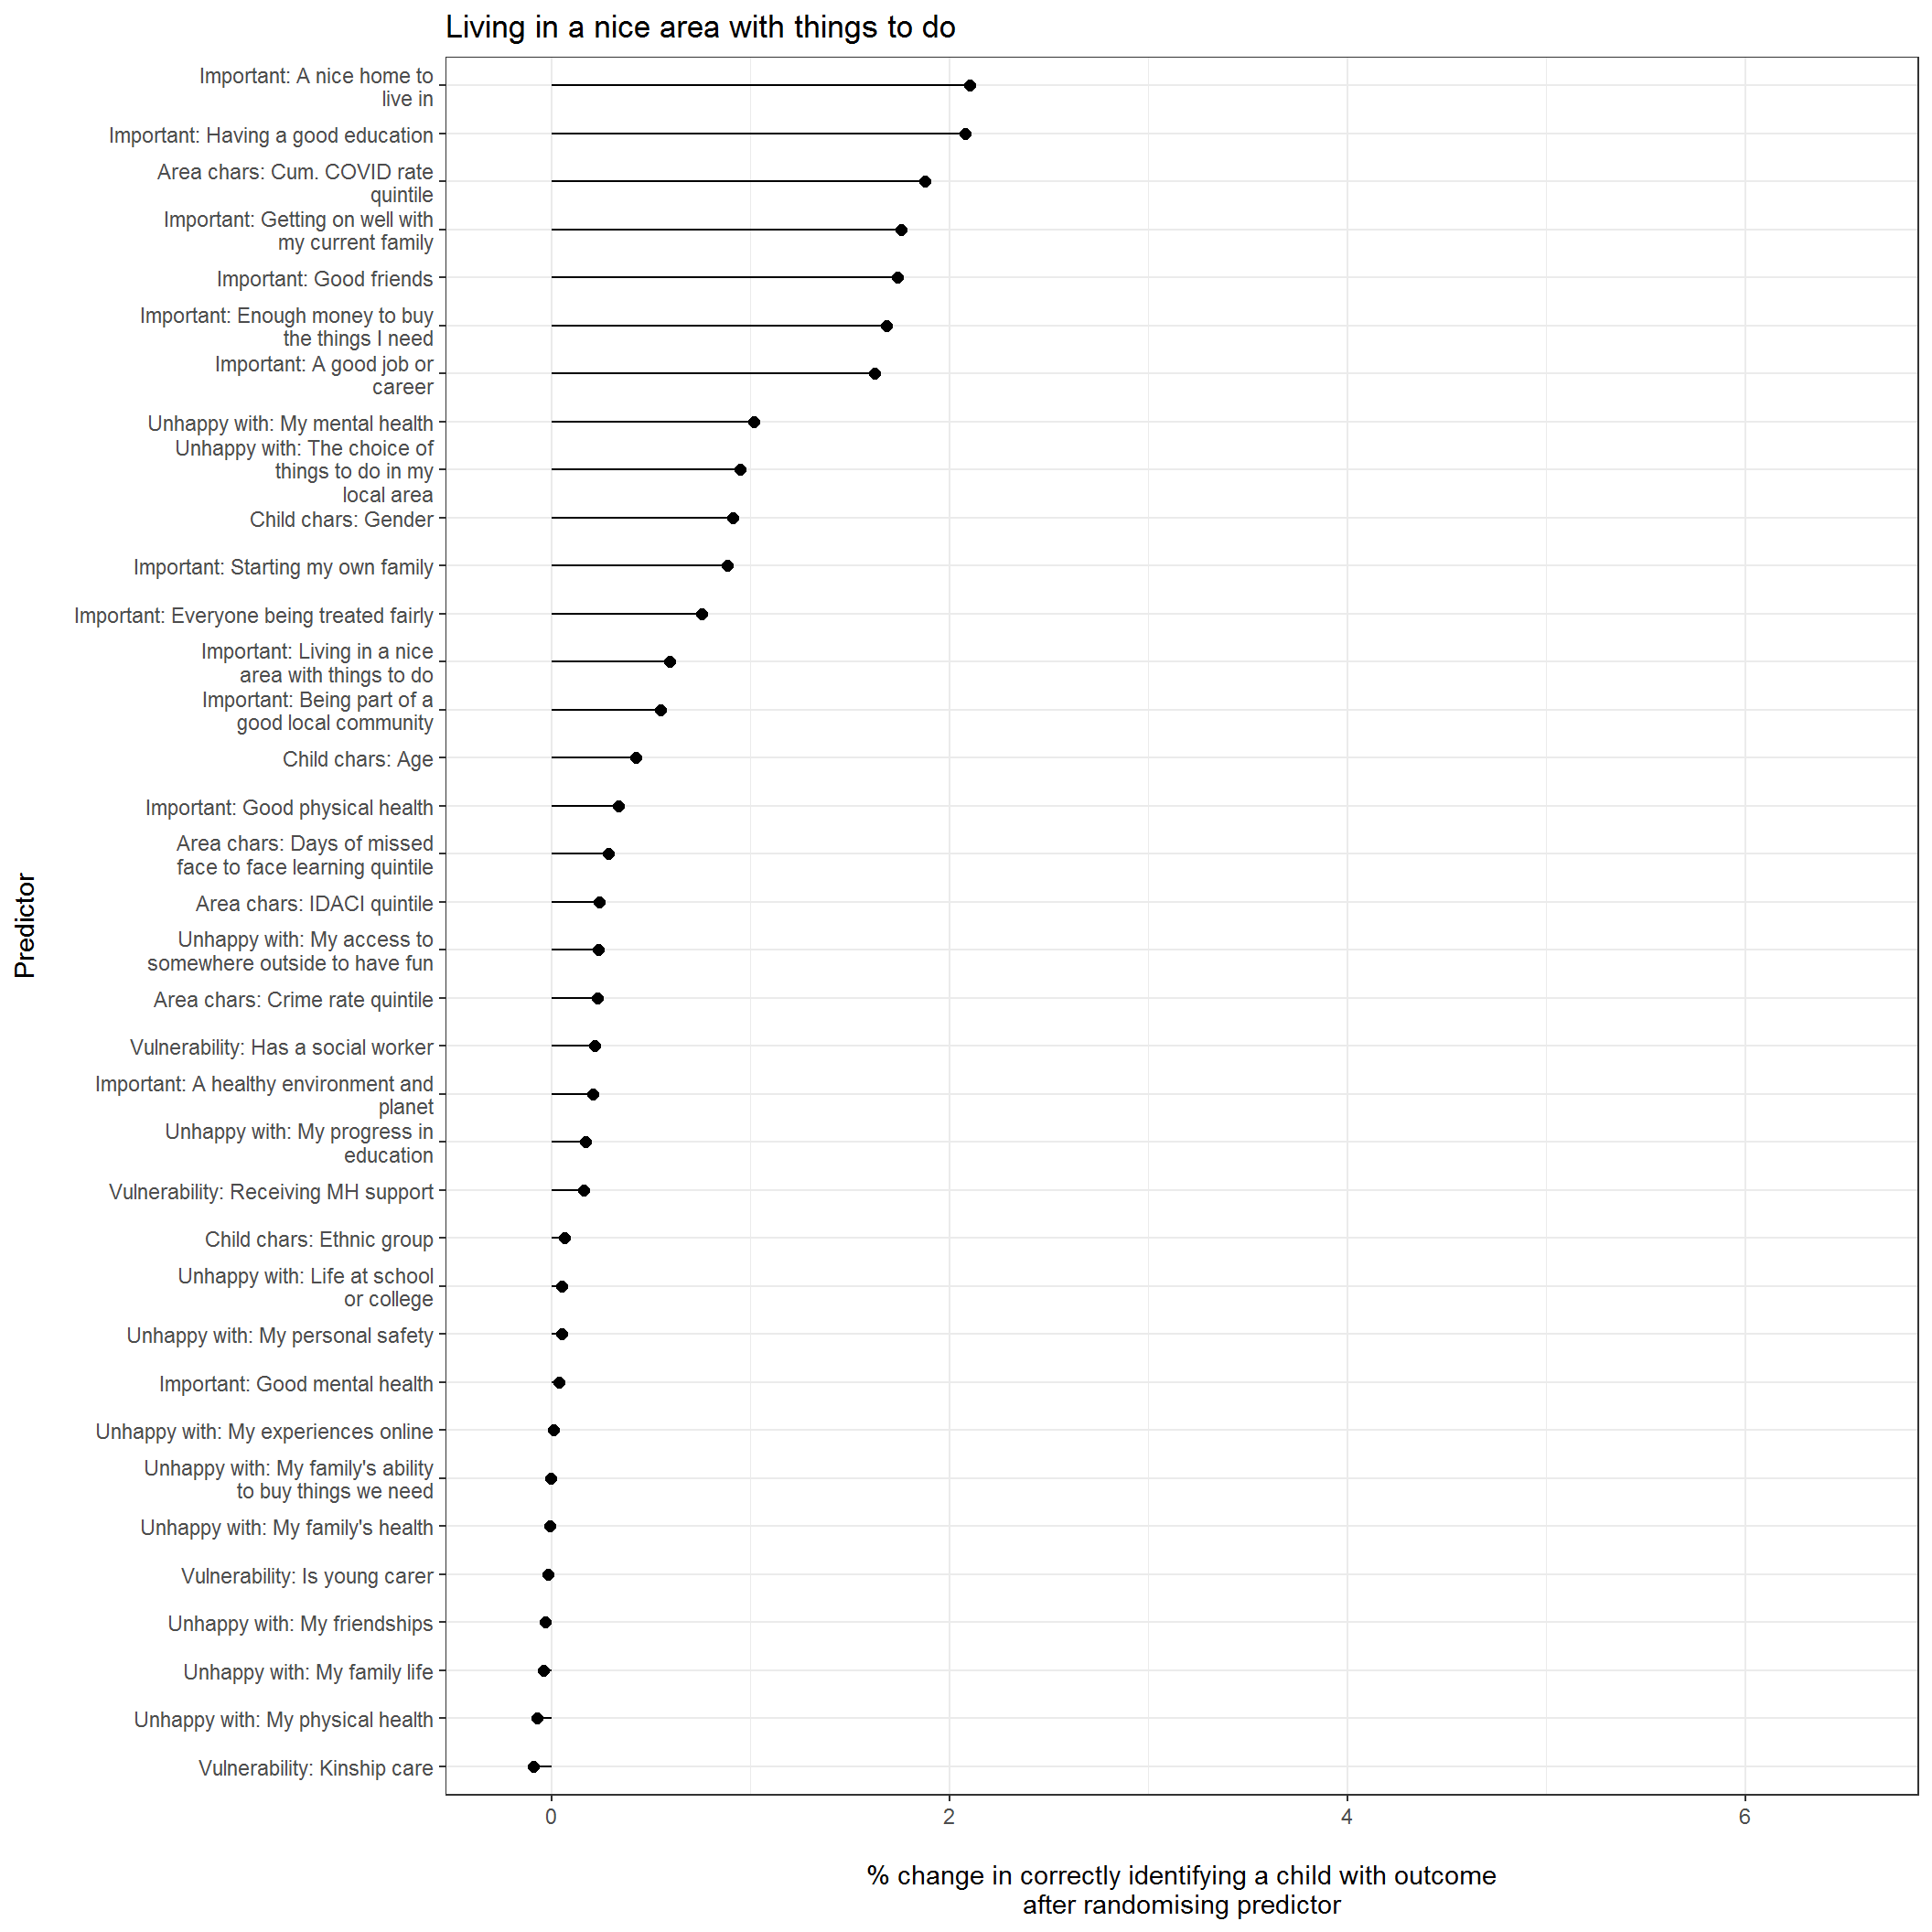 Living in a nice area with things to do
Important: A nice home to
live in
Important: Having a good education
Area chars: Cum. COVID rate
quintile
Important: Getting on well with
my current family
Important: Good friends
Important: Enough money to buy
the things I need
Important: A good job or
career
Unhappy with: My mental health
Unhappy with: The choice of
things to do in my
local area
Child chars: Gender
Important: Starting my own family
Important: Everyone being treated fairly
Important: Living in a nice
area with things to do
Important: Being part of a
good local community
Child chars: Age
Important: Good physical health
Area chars: Days of missed
face to face learning quintile
Area chars: IDACI quintile
Unhappy with: My access to
somewhere outside to have fun
Area chars: Crime rate quintile
Vulnerability: Has a social worker
Important: A healthy environment and
planet
Unhappy with: My progress in
education
Vulnerability: Receiving MH support
Child chars: Ethnic group
Unhappy with: Life at school
or college
Unhappy with: My personal safety
Important: Good mental health
Unhappy with: My experiences online
Unhappy with: My family's ability
to buy things we need
Unhappy with: My family's health
Vulnerability: Is young carer
Unhappy with: My friendships
Unhappy with: My family life
Unhappy with: My physical health
Vulnerability: Kinship care
Predictor
0 2 4 6
% change in correctly identifying a child with outcome
after randomising predictor